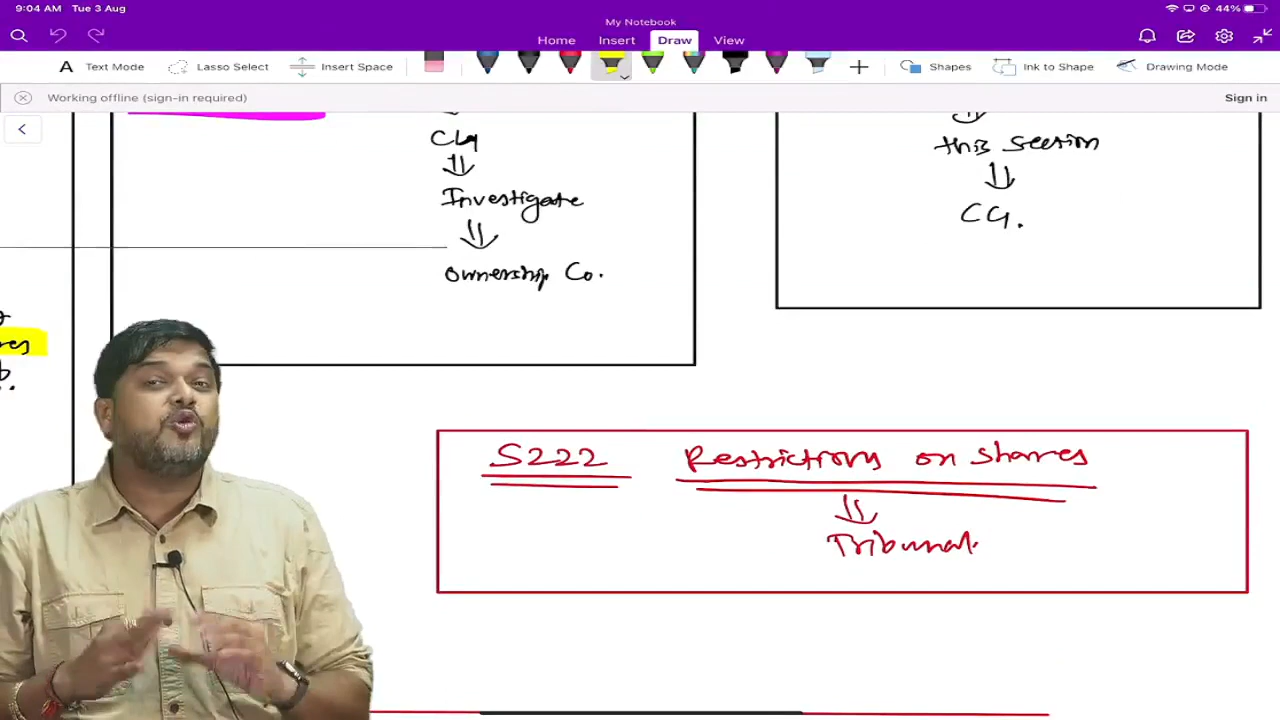 9:04 AM Tue 3 Aug
44%
My Notebook
Home Insert Draw View
A Text Mode Lasso Select Insert Space Shapes Ink to Shape Drawing Mode
Working offline (sign-in required) Sign in
this section
CG.
Investigate
ownership Co.
S222 Restrictions on shares
Tribunal.